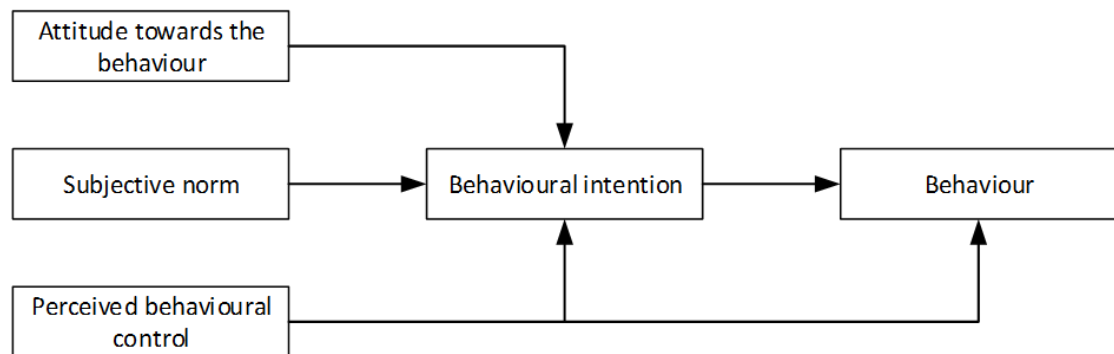 Attitude towards the
behaviour
Subjective norm
Behavioural intention
Behaviour
Perceived behavioural
control